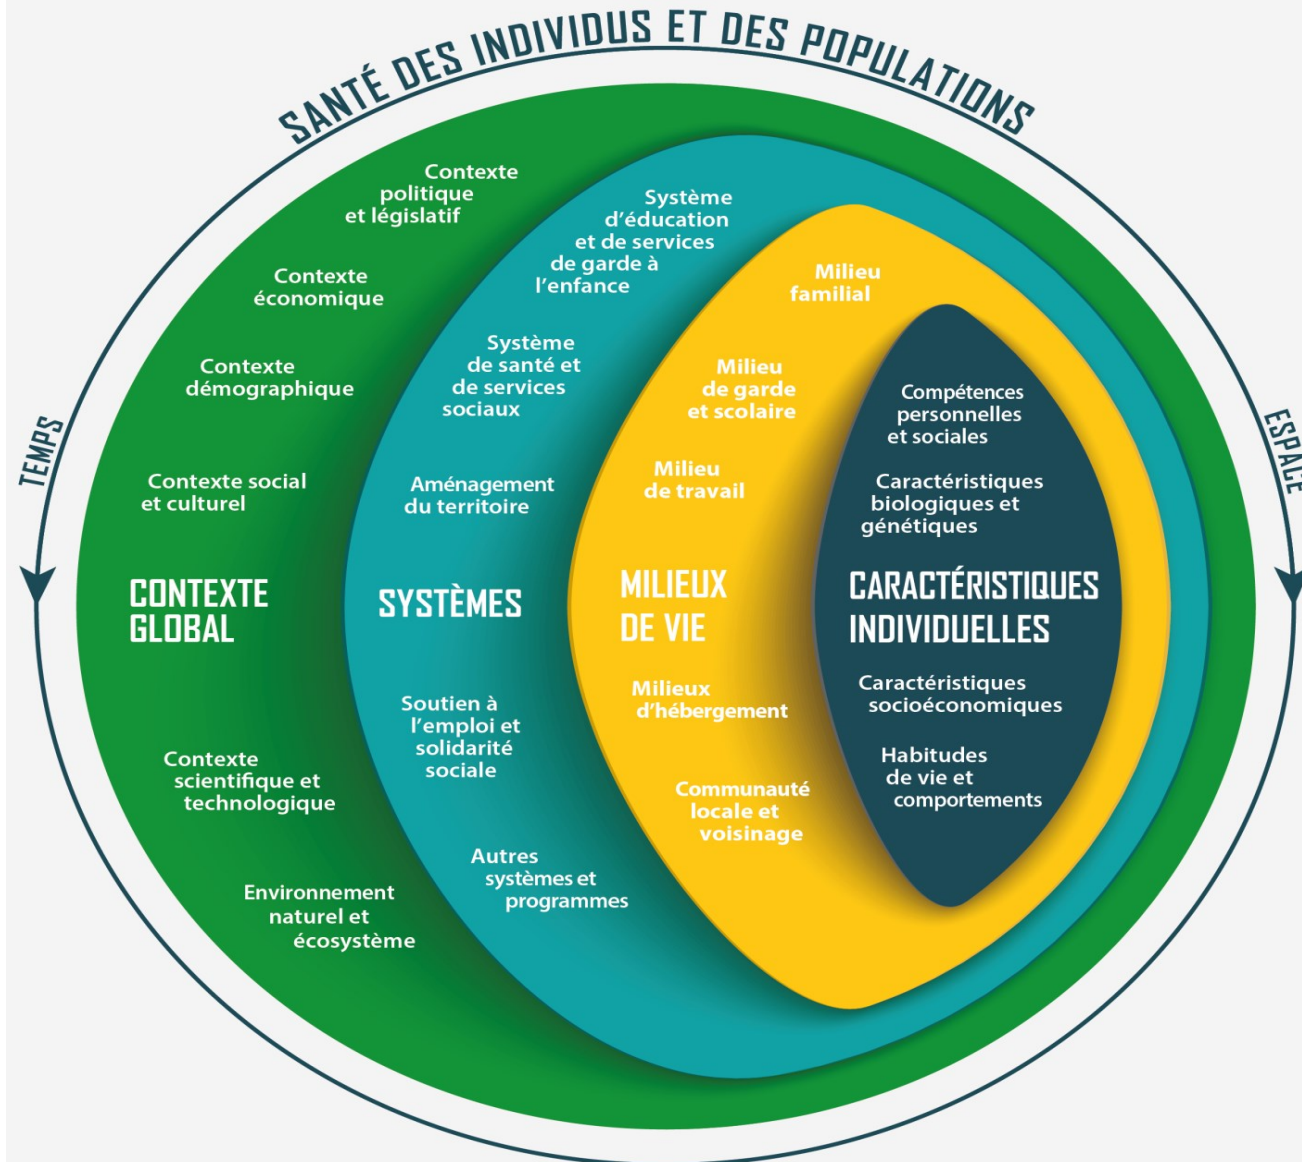 SANTÉ DES INDIVIDUS ET DES POPULATIONS
TEMPS
ESPACE
Contexte
politique
et législatif
Contexte
économique
Contexte
démographique
Contexte social
et culturel
CONTEXTE
GLOBAL
Contexte
scientifique et
technologique
Environnement
naturel et
écosystème
Système
d'éducation
et de services
de garde à
l'enfance
Système
de santé et
de services
sociaux
Aménagement
du territoire
SYSTÈMES
Soutien à
l'emploi et
solidarité
sociale
Autres
systèmes et
programmes
Milieu
familial
Milieu
de garde
et scolaire
Milieu
de travail
MILIEUX
DE VIE
Milieux
d'hébergement
Communauté
locale et
voisinage
Compétences
personnelles
et sociales
Caractéristiques
biologiques et
génétiques
CARACTÉRISTIQUES
INDIVIDUELLES
Caractéristiques
socioéconomiques
Habitudes
de vie et
comportements